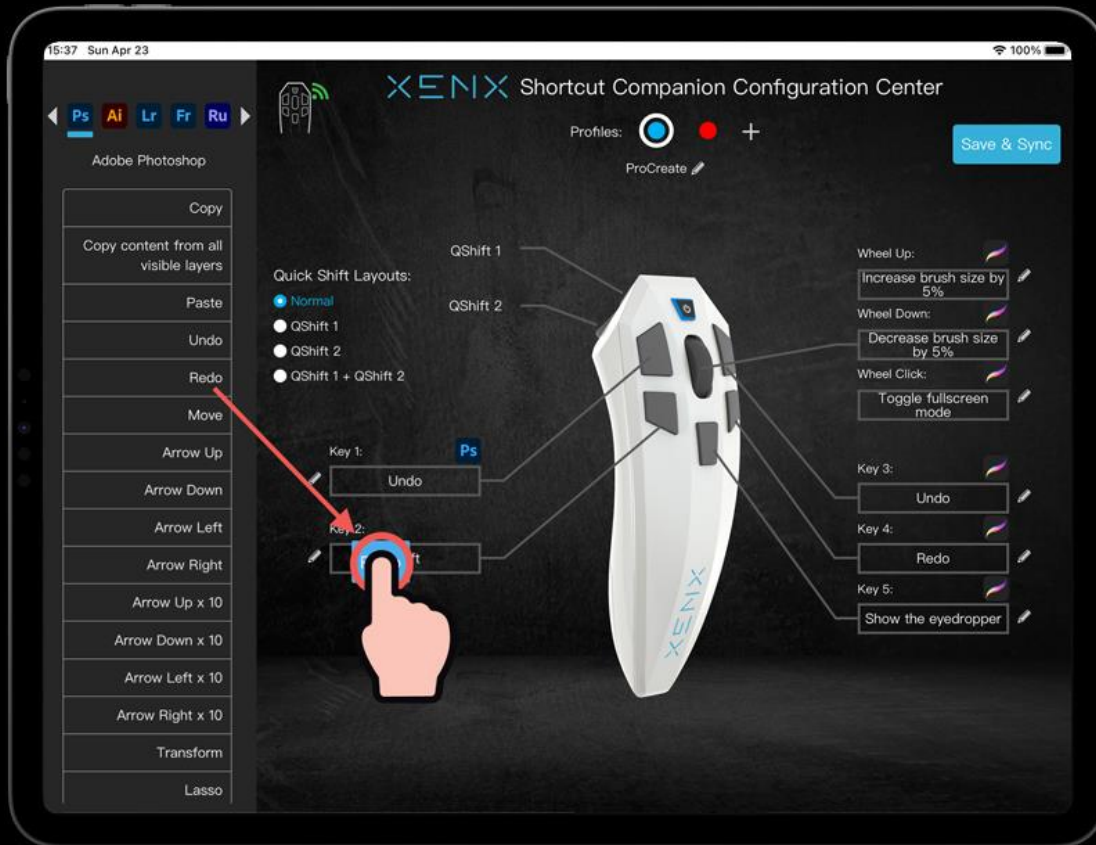 15:37 Sun Apr 23
100%
XENX Shortcut Companion Configuration Center
Ps Ai Lr Fr Ru
Adobe Photoshop
Profiles:
ProCreate
Save & Sync
Copy
Copy content from all
visible layers
Paste
Undo
Redo
Move
Arrow Up
Arrow Down
Arrow Left
Arrow Right
Arrow Up x 10
Arrow Down x 10
Arrow Left x 10
Arrow Right x 10
Transform
Lasso
Quick Shift Layouts:
Normal
QShift 1
QShift 2
QShift 1 + QShift 2
QShift 1
QShift 2
Key 1:
Ps
Undo
Key 2:
XENX
Wheel Up:
Increase brush size by
5%
Wheel Down:
Decrease brush size
by 5%
Wheel Click:
Toggle fullscreen
mode
Key 3:
Undo
Key 4:
Redo
Key 5:
Show the eyedropper